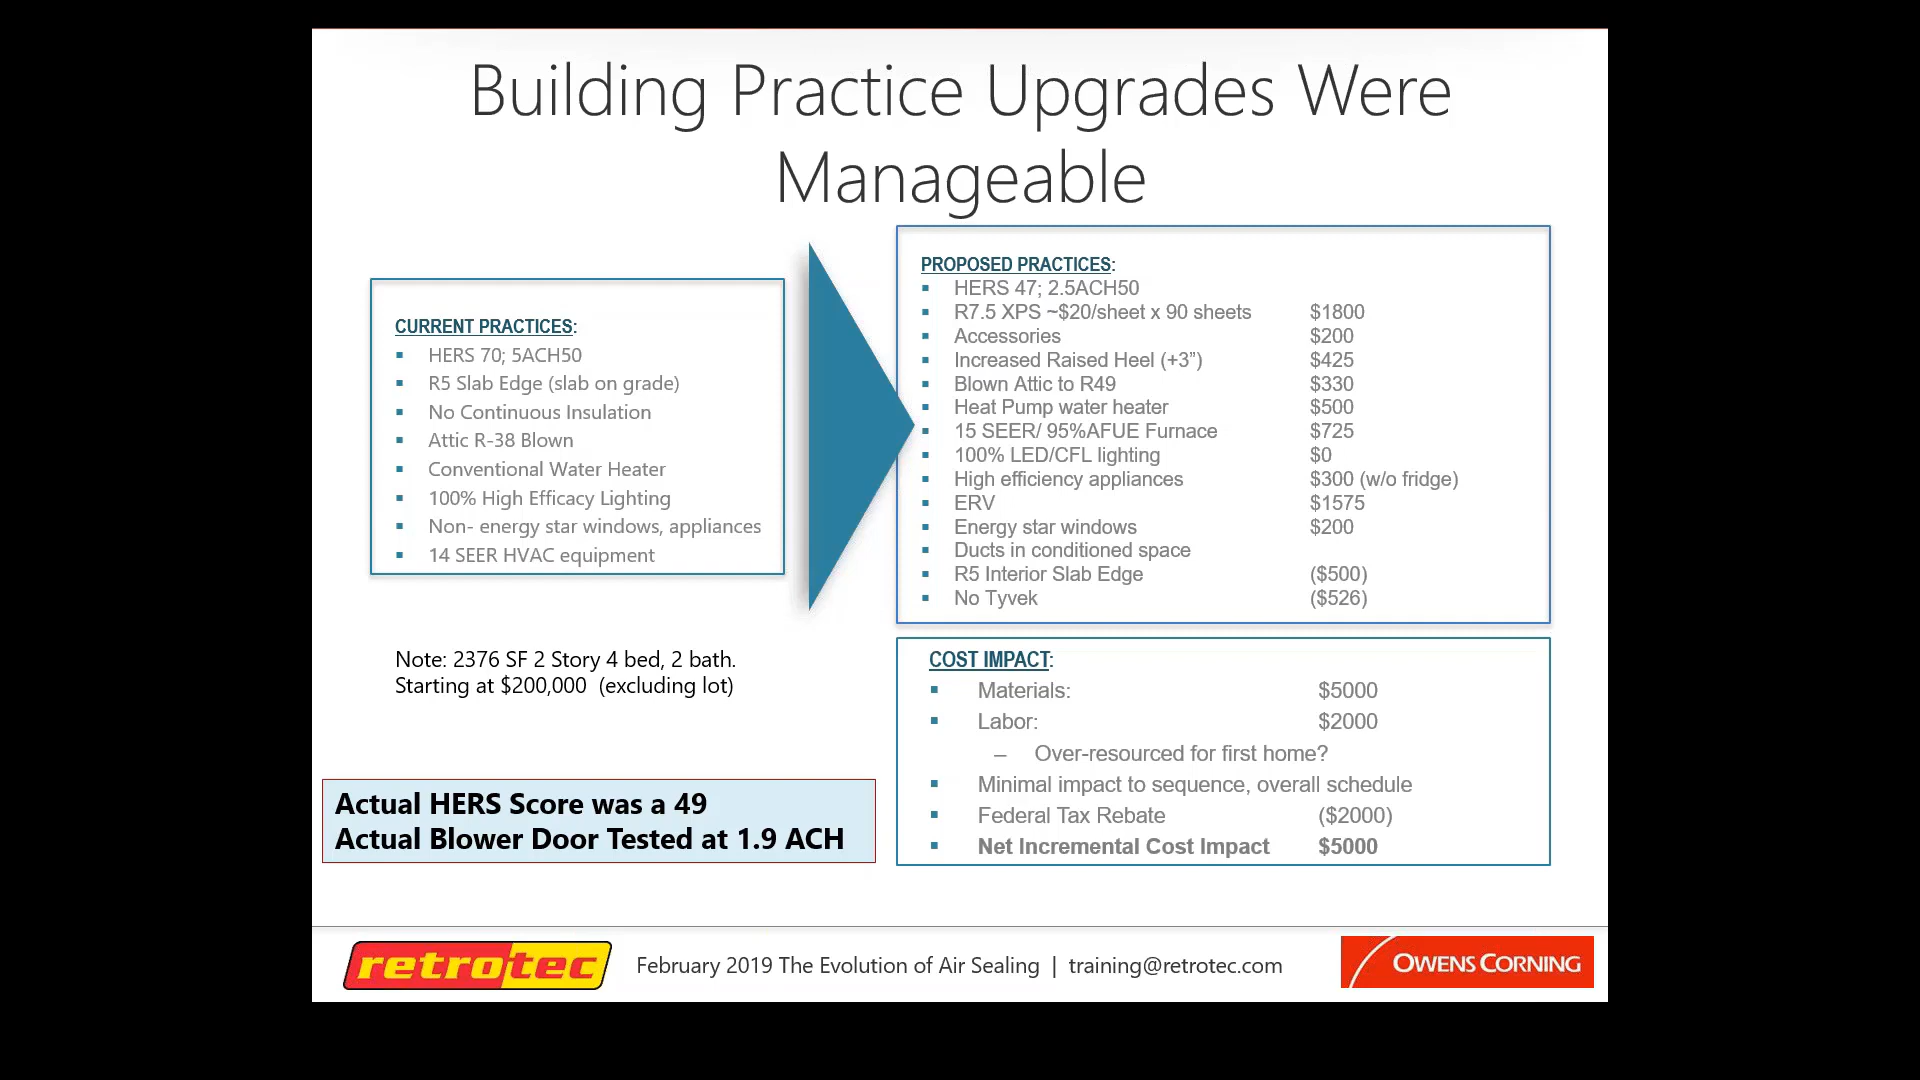 Building Practice Upgrades Were
Manageable
CURRENT PRACTICES:
▪ HERS 70; 5ACH50
▪ R5 Slab Edge (slab on grade)
▪ No Continuous Insulation
▪ Attic R-38 Blown
▪ Conventional Water Heater
▪ 100% High Efficacy Lighting
▪ Non- energy star windows, appliances
▪ 14 SEER HVAC equipment
Note: 2376 SF 2 Story 4 bed, 2 bath.
Starting at $200,000 (excluding lot)
Actual HERS Score was a 49
Actual Blower Door Tested at 1.9 ACH
PROPOSED PRACTICES:
▪ HERS 47; 2.5ACH50
▪ R7.5 XPS ~$20/sheet x 90 sheets $1800
▪ Accessories $200
▪ Increased Raised Heel (+3”) $425
▪ Blown Attic to R49 $330
▪ Heat Pump water heater $500
▪ 15 SEER/ 95%AFUE Furnace $725
▪ 100% LED/CFL lighting $0
▪ High efficiency appliances $300 (w/o fridge)
▪ ERV $1575
▪ Energy star windows $200
▪ Ducts in conditioned space
▪ R5 Interior Slab Edge ($500)
▪ No Tyvek ($526)
COST IMPACT:
▪ Materials: $5000
▪ Labor: $2000
– Over-resourced for first home?
▪ Minimal impact to sequence, overall schedule
▪ Federal Tax Rebate ($2000)
▪ Net Incremental Cost Impact $5000
retrotec February 2019 The Evolution of Air Sealing | training@retrotec.com OWENS CORNING